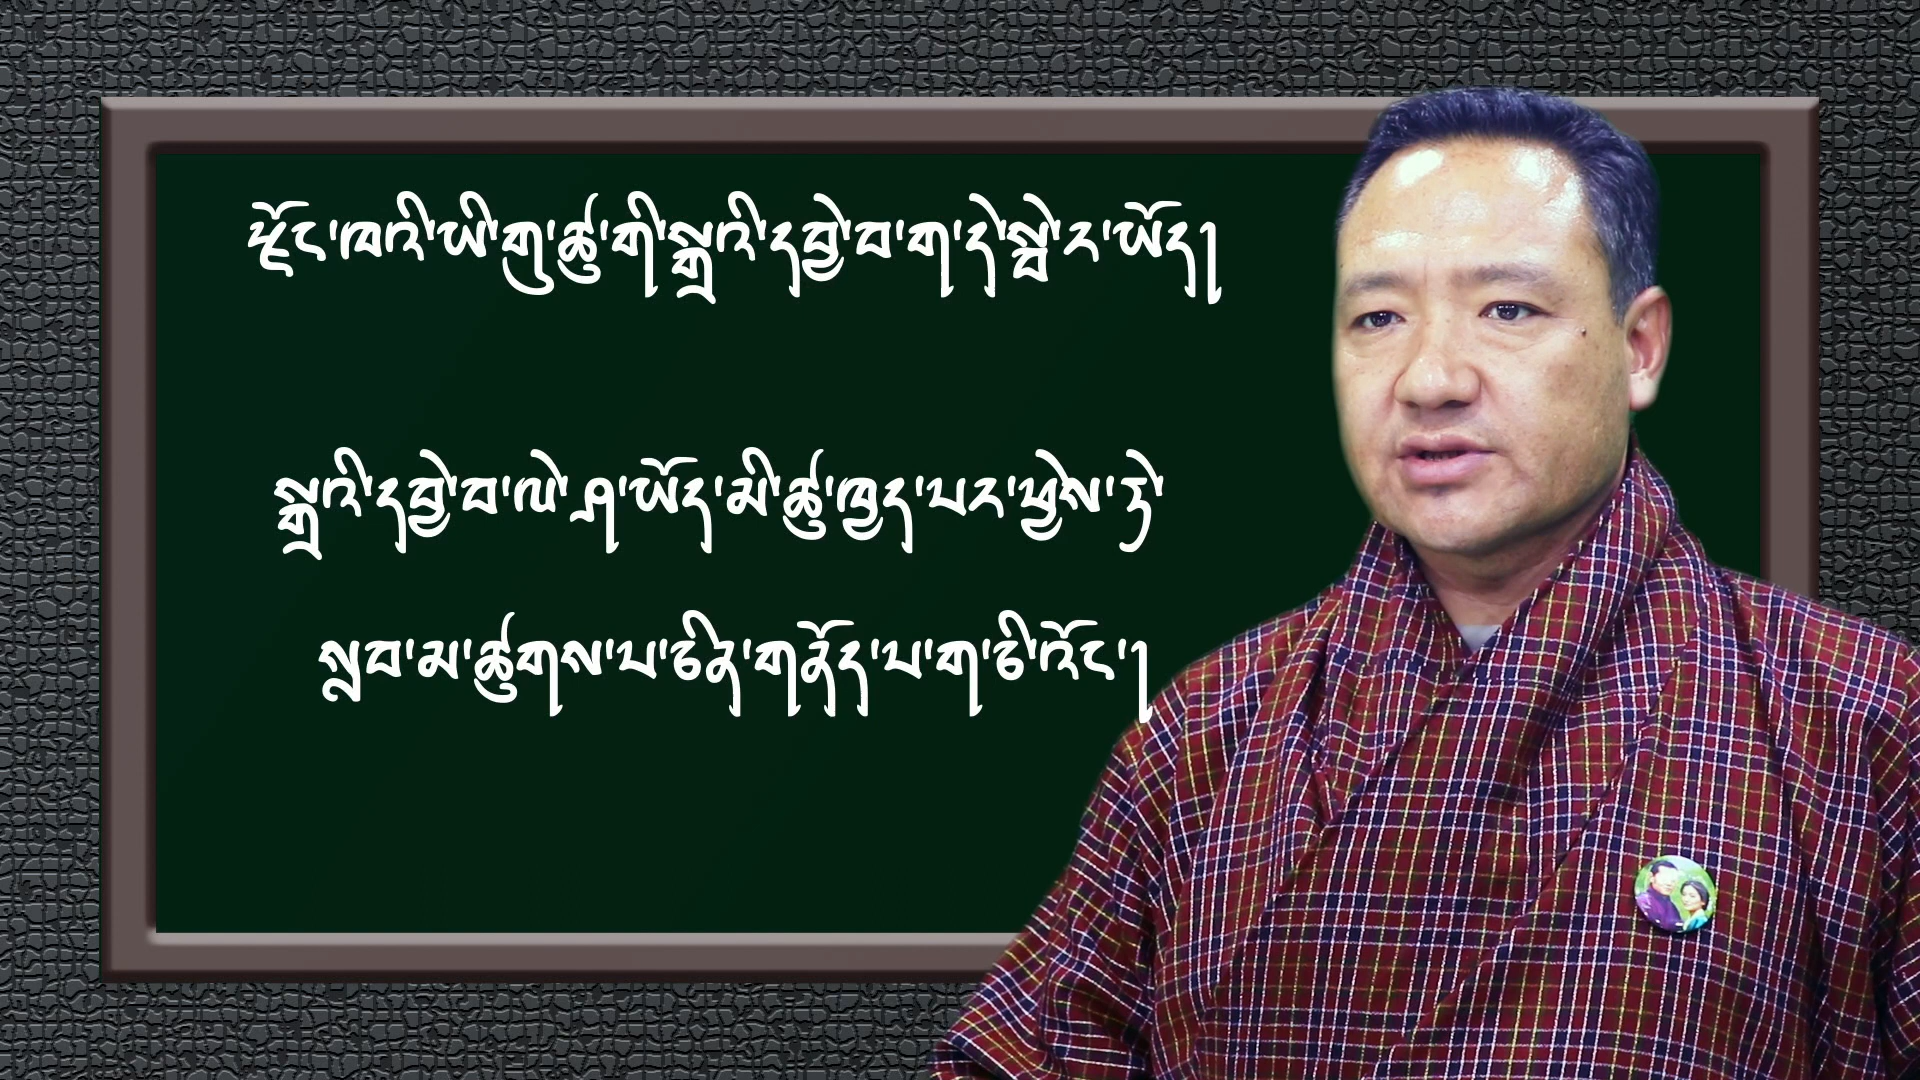 རྫོང་ཁའི་ཡི་གུ་ཚུ་གི་སྒྲའི་དབྱེ་བ་ག་དེ་སྦེ་ར་ཡོད།
སྒྲའི་དབྱེ་བ་ལེ་ཤ་ཡོད་མི་ཚུ་ཁྱད་པར་ཕྱེས་ཏེ་
སླབ་མ་ཚུགས་པ་ཅིན་གནོད་པ་ག་ཅི་འོང་།